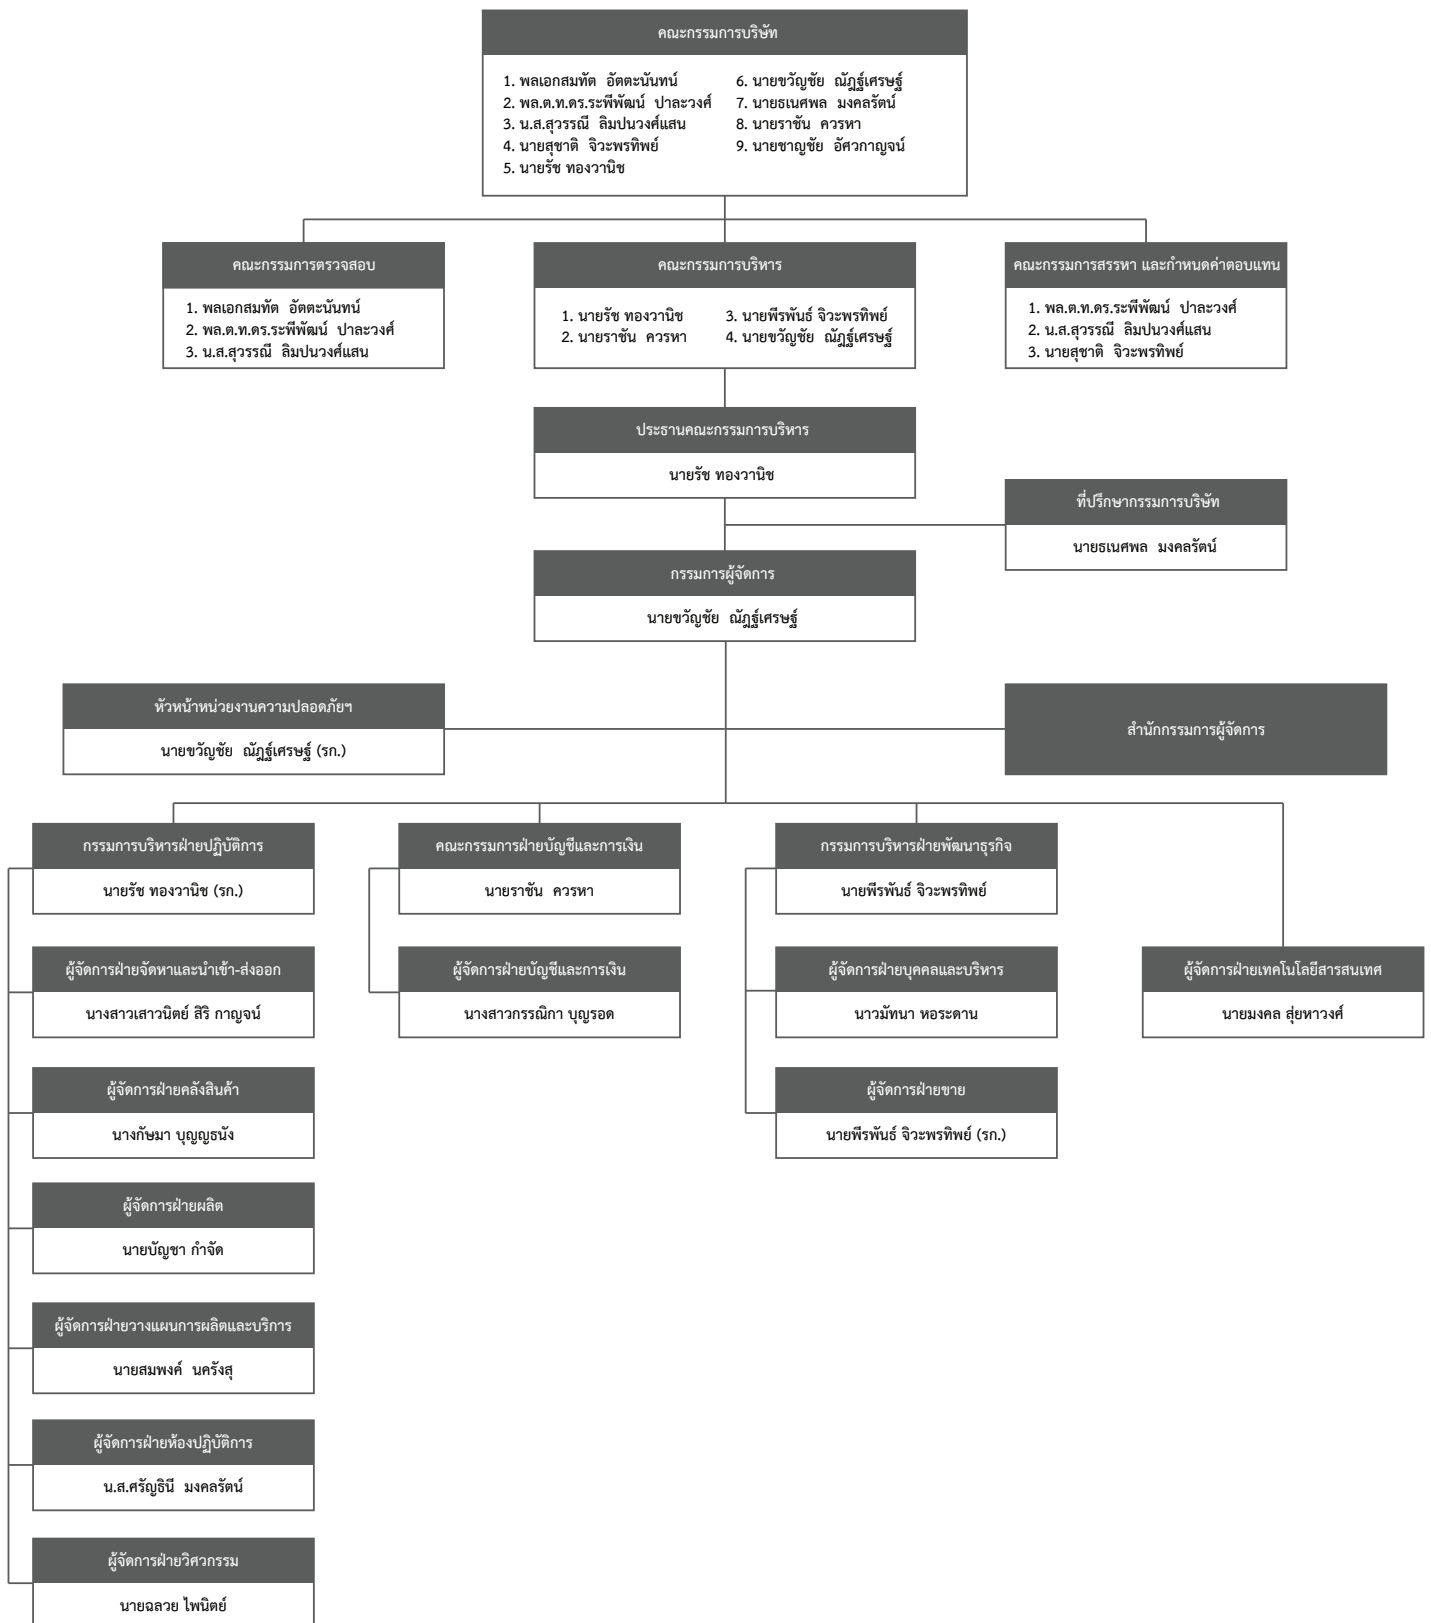 คณะกรรมการบริษัท
1. พลเอกสมทัต อัตตะนันทน์
2. พล.ต.ท.ดร.ระพีพัฒน์ ปาละวงศ์
3. น.ส.สุวรรณี ลิมปนวงศ์แสน
4. นายสุชาติ จิวะพรทิพย์
5. นายรัช ทองวานิช
6. นายขวัญชัย ณัฏฐ์เศรษฐ์
7. นายธเนศพล มงคลรัตน์
8. นายราชัน ควรหา
9. นายชาญชัย อัศวกาญจน์
คณะกรรมการตรวจสอบ
1. พลเอกสมทัต อัตตะนันทน์
2. พล.ต.ท.ดร.ระพีพัฒน์ ปาละวงศ์
3. น.ส.สุวรรณี ลิมปนวงศ์แสน
คณะกรรมการบริหาร
1. นายรัช ทองวานิช
2. นายราชัน ควรหา
3. นายพีรพันธ์ จิวะพรทิพย์
4. นายขวัญชัย ณัฏฐ์เศรษฐ์
คณะกรรมการสรรหา และกำหนดค่าตอบแทน
1. พล.ต.ท.ดร.ระพีพัฒน์ ปาละวงศ์
2. น.ส.สุวรรณี ลิมปนวงศ์แสน
3. นายสุชาติ จิวะพรทิพย์
ประธานคณะกรรมการบริหาร
นายรัช ทองวานิช
ที่ปรึกษากรรมการบริษัท
นายธเนศพล มงคลรัตน์
กรรมการผู้จัดการ
นายขวัญชัย ณัฏฐ์เศรษฐ์
หัวหน้าหน่วยงานความปลอดภัยฯ
นายขวัญชัย ณัฏฐ์เศรษฐ์ (รก.)
สำนักกรรมการผู้จัดการ
กรรมการบริหารฝ่ายปฏิบัติการ
นายรัช ทองวานิช (รก.)
ผู้จัดการฝ่ายจัดหาและนำเข้า-ส่งออก
นางสาวเสาวนิตย์ สิริ กาญจน์
ผู้จัดการฝ่ายคลังสินค้า
นางกัษมา บุญญธนัง
ผู้จัดการฝ่ายผลิต
นายบัญชา กำจัด
ผู้จัดการฝ่ายวางแผนการผลิตและบริการ
นายสมพงค์ นครังสุ
ผู้จัดการฝ่ายห้องปฏิบัติการ
น.ส.ศรัญธินี มงคลรัตน์
ผู้จัดการฝ่ายวิศวกรรม
นายฉลวย ไพนิตย์
คณะกรรมการฝ่ายบัญชีและการเงิน
นายราชัน ควรหา
ผู้จัดการฝ่ายบัญชีและการเงิน
นางสาวกรรณิกา บุญรอด
กรรมการบริหารฝ่ายพัฒนาธุรกิจ
นายพีรพันธ์ จิวะพรทิพย์
ผู้จัดการฝ่ายบุคคลและบริหาร
นาวมัทนา หอระดาน
ผู้จัดการฝ่ายขาย
นายพีรพันธ์ จิวะพรทิพย์ (รก.)
ผู้จัดการฝ่ายเทคโนโลยีสารสนเทศ
นายมงคล สุ่ยหาวงศ์